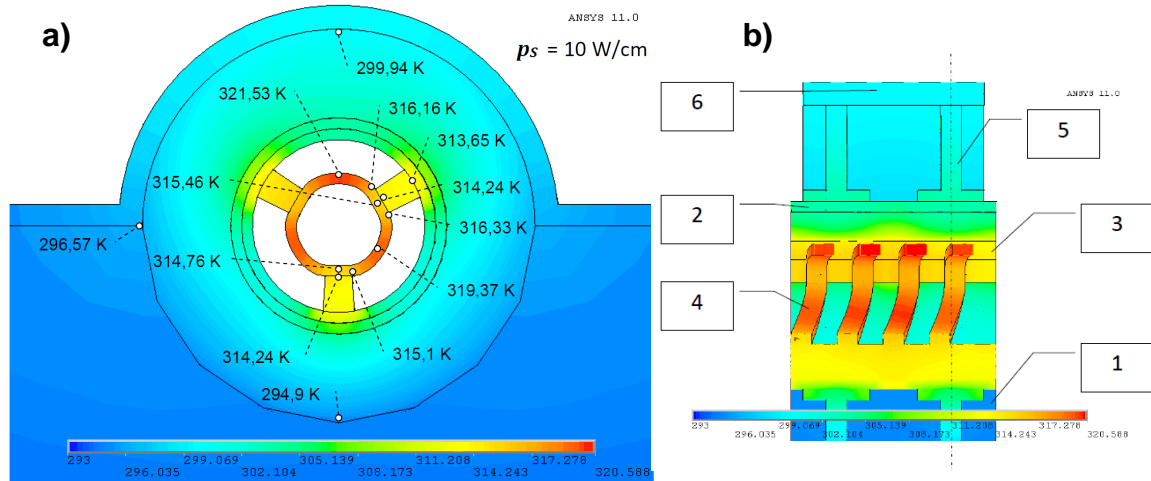 a)
ANSYS 11.0
ps = 10 W/cm
299,94 K
321,53 K
316,16 K
313,65 K
315,46 K
314,24 K
316,33 K
296,57 K
314,76 K
319,37 K
314,24 K
315,1 K
294,9 K
293 299.069 305.139 311.208 317.278
296.035 302.104 308.173 314.243 320.588
b)
ANSYS 11.0
6
5
2
3
4
1
293 299.069 305.139 311.208 317.278
296.035 302.104 308.173 314.243 320.588